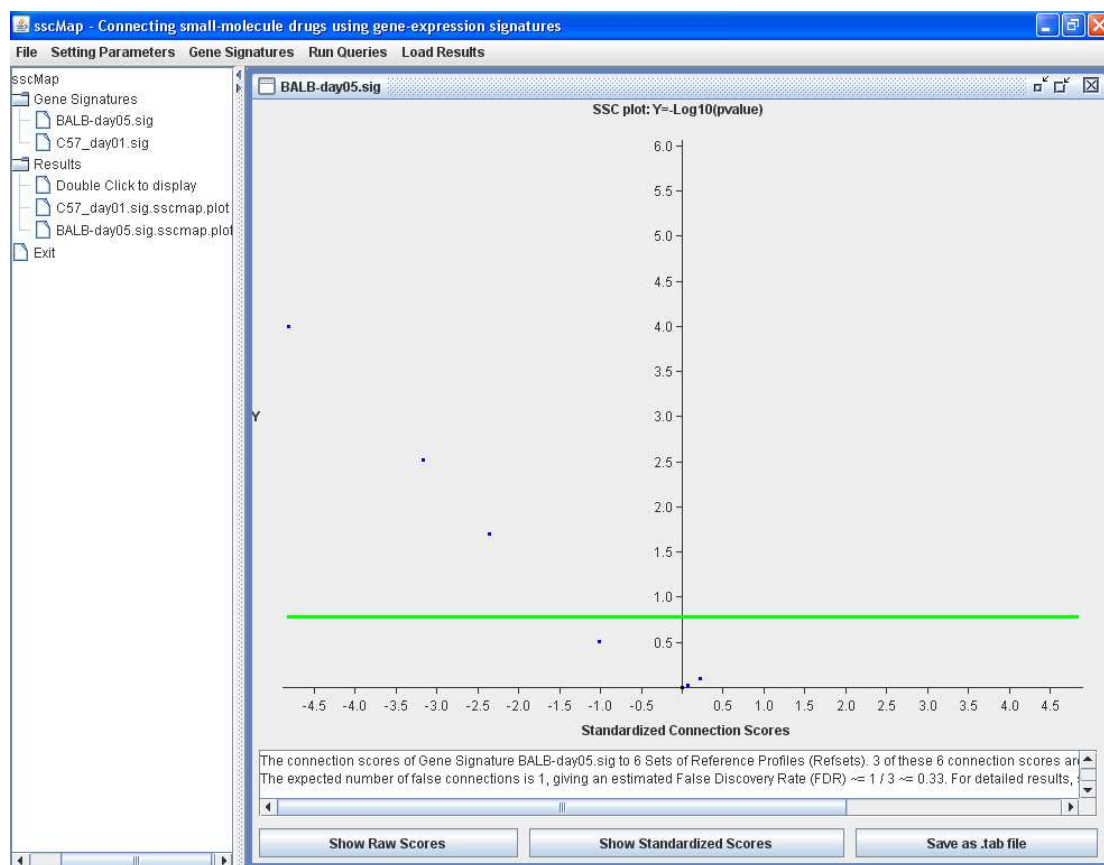 sscMap - Connecting small-molecule drugs using gene-expression signatures
File Setting Parameters Gene Signatures Run Queries Load Results
sscMap
Gene Signatures
BALB-day05.sig
C57_day01.sig
Results
Double Click to display
C57_day01.sig.sscmap.plot
BALB-day05.sig.sscmap.plot
Exit
BALB-day05.sig
SSC plot: Y=-Log10(pvalue)
6.0
5.5
5.0
4.5
4.0
3.5
Y
3.0
2.5
2.0
1.5
1.0
0.5
-4.5 -4.0 -3.5 -3.0 -2.5 -2.0 -1.5 -1.0 -0.5 0.5 1.0 1.5 2.0 2.5 3.0 3.5 4.0 4.5
Standardized Connection Scores
The connection scores of Gene Signature BALB-day05.sig to 6 Sets of Reference Profiles (Refsets). 3 of these 6 connection scores are
The expected number of false connections is 1, giving an estimated False Discovery Rate (FDR) ~= 1 / 3 ~= 0.33. For detailed results,
Show Raw Scores Show Standardized Scores Save as .tab file